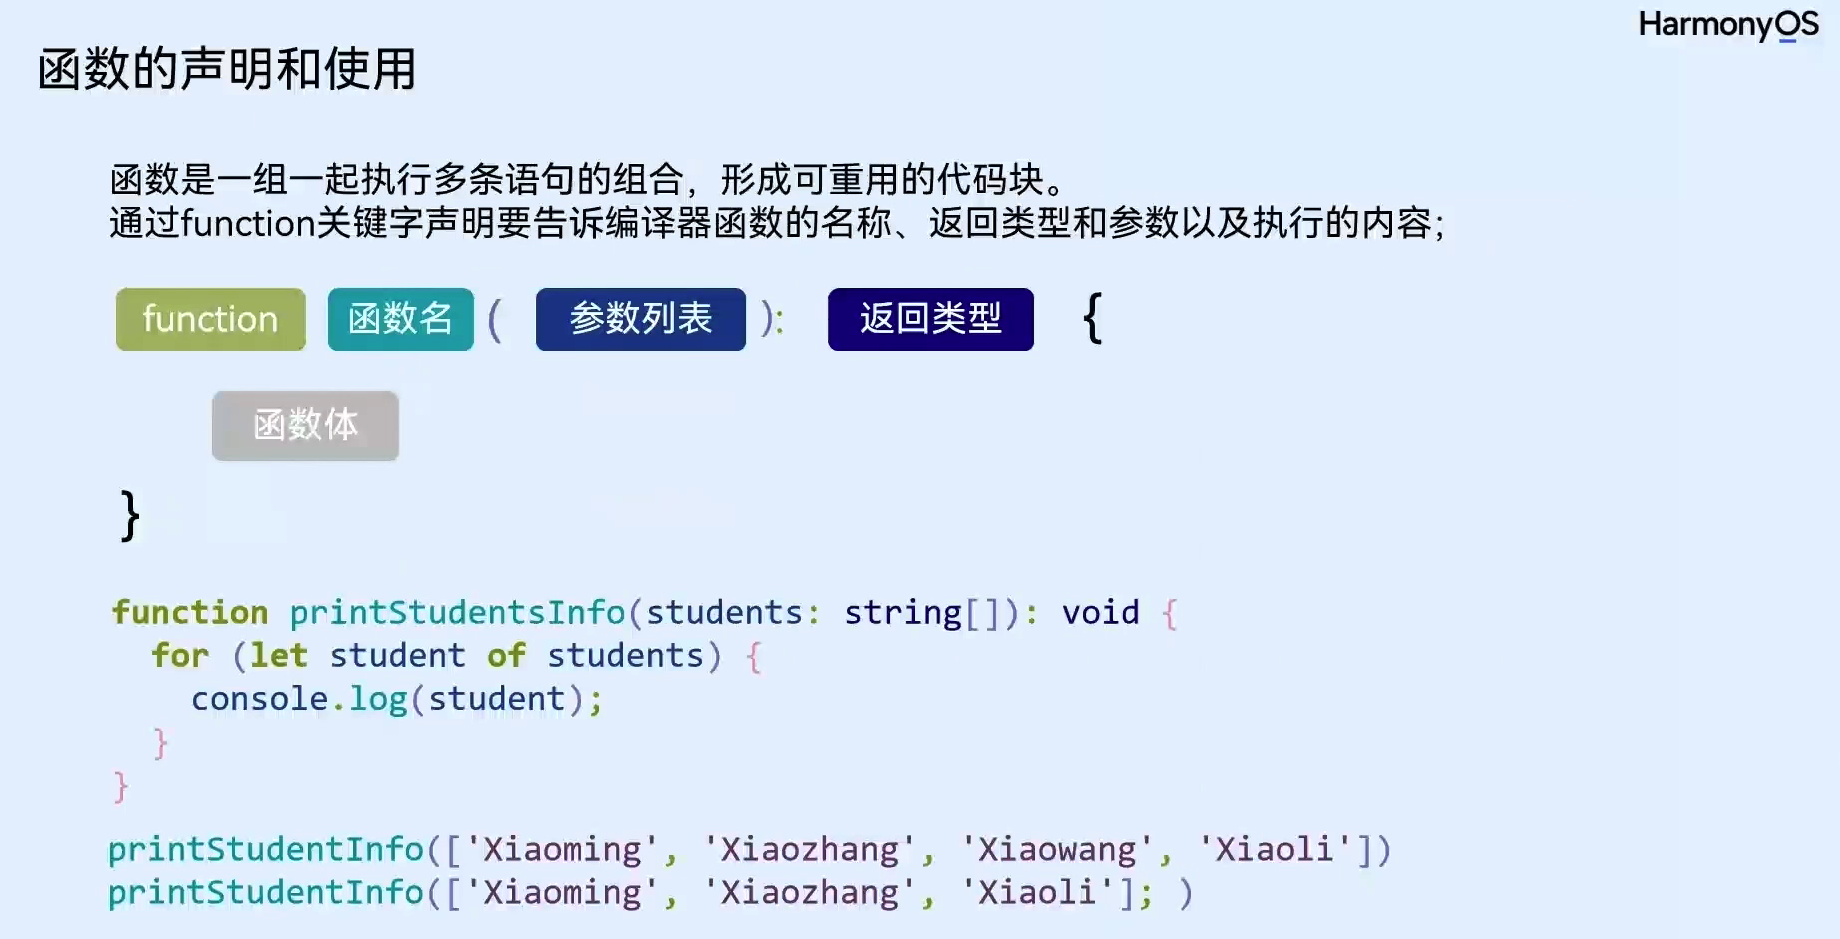 HarmonyOS
函数的声明和使用
函数是一组一起执行多条语句的组合，形成可重用的代码块。
通过function关键字声明要告诉编译器函数的名称、返回类型和参数以及执行的内容；
function 函数名 ( 参数列表 ): 返回类型 {
函数体
}
function printStudentsInfo(students: string[]): void {
  for (let student of students) {
    console.log(student);
  }
}
printStudentInfo(['Xiaoming', 'Xiaozhang', 'Xiaowang', 'Xiaoli'])
printStudentInfo(['Xiaoming', 'Xiaozhang', 'Xiaoli']; )